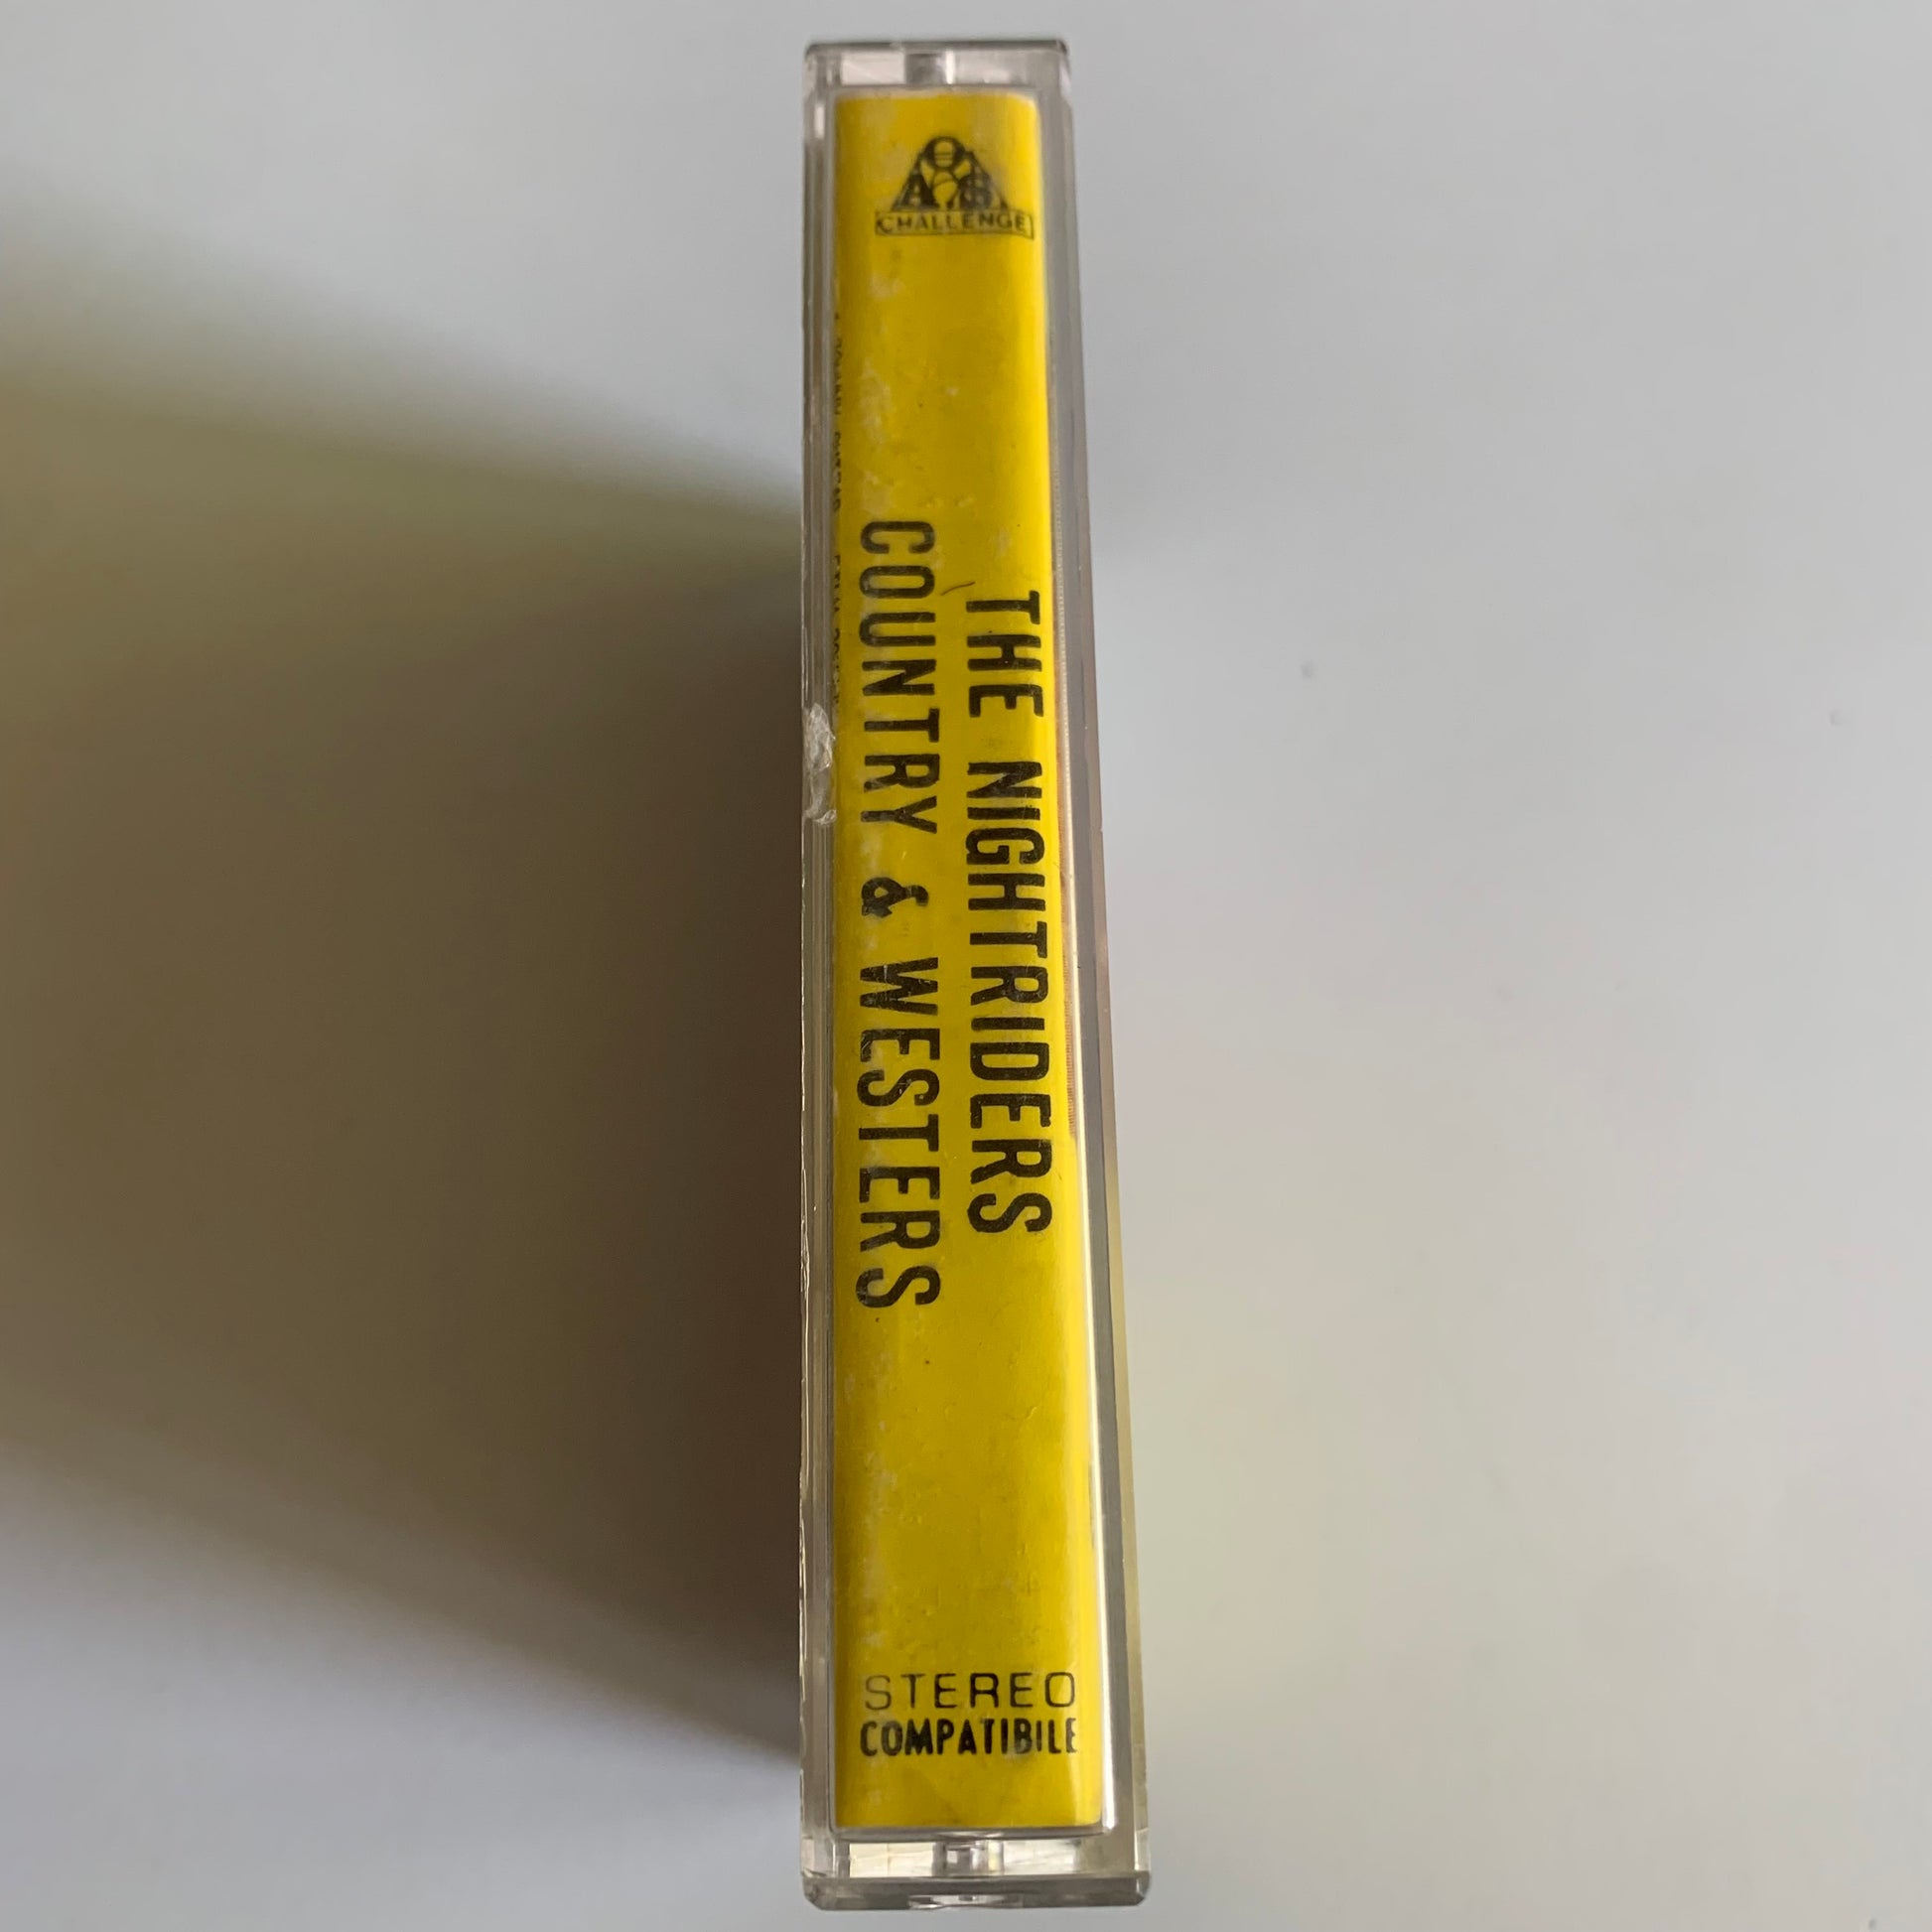 CHALLENGE
THE NIGHTRIDERS
COUNTRY & WESTERS
STEREO
COMPATIBILE